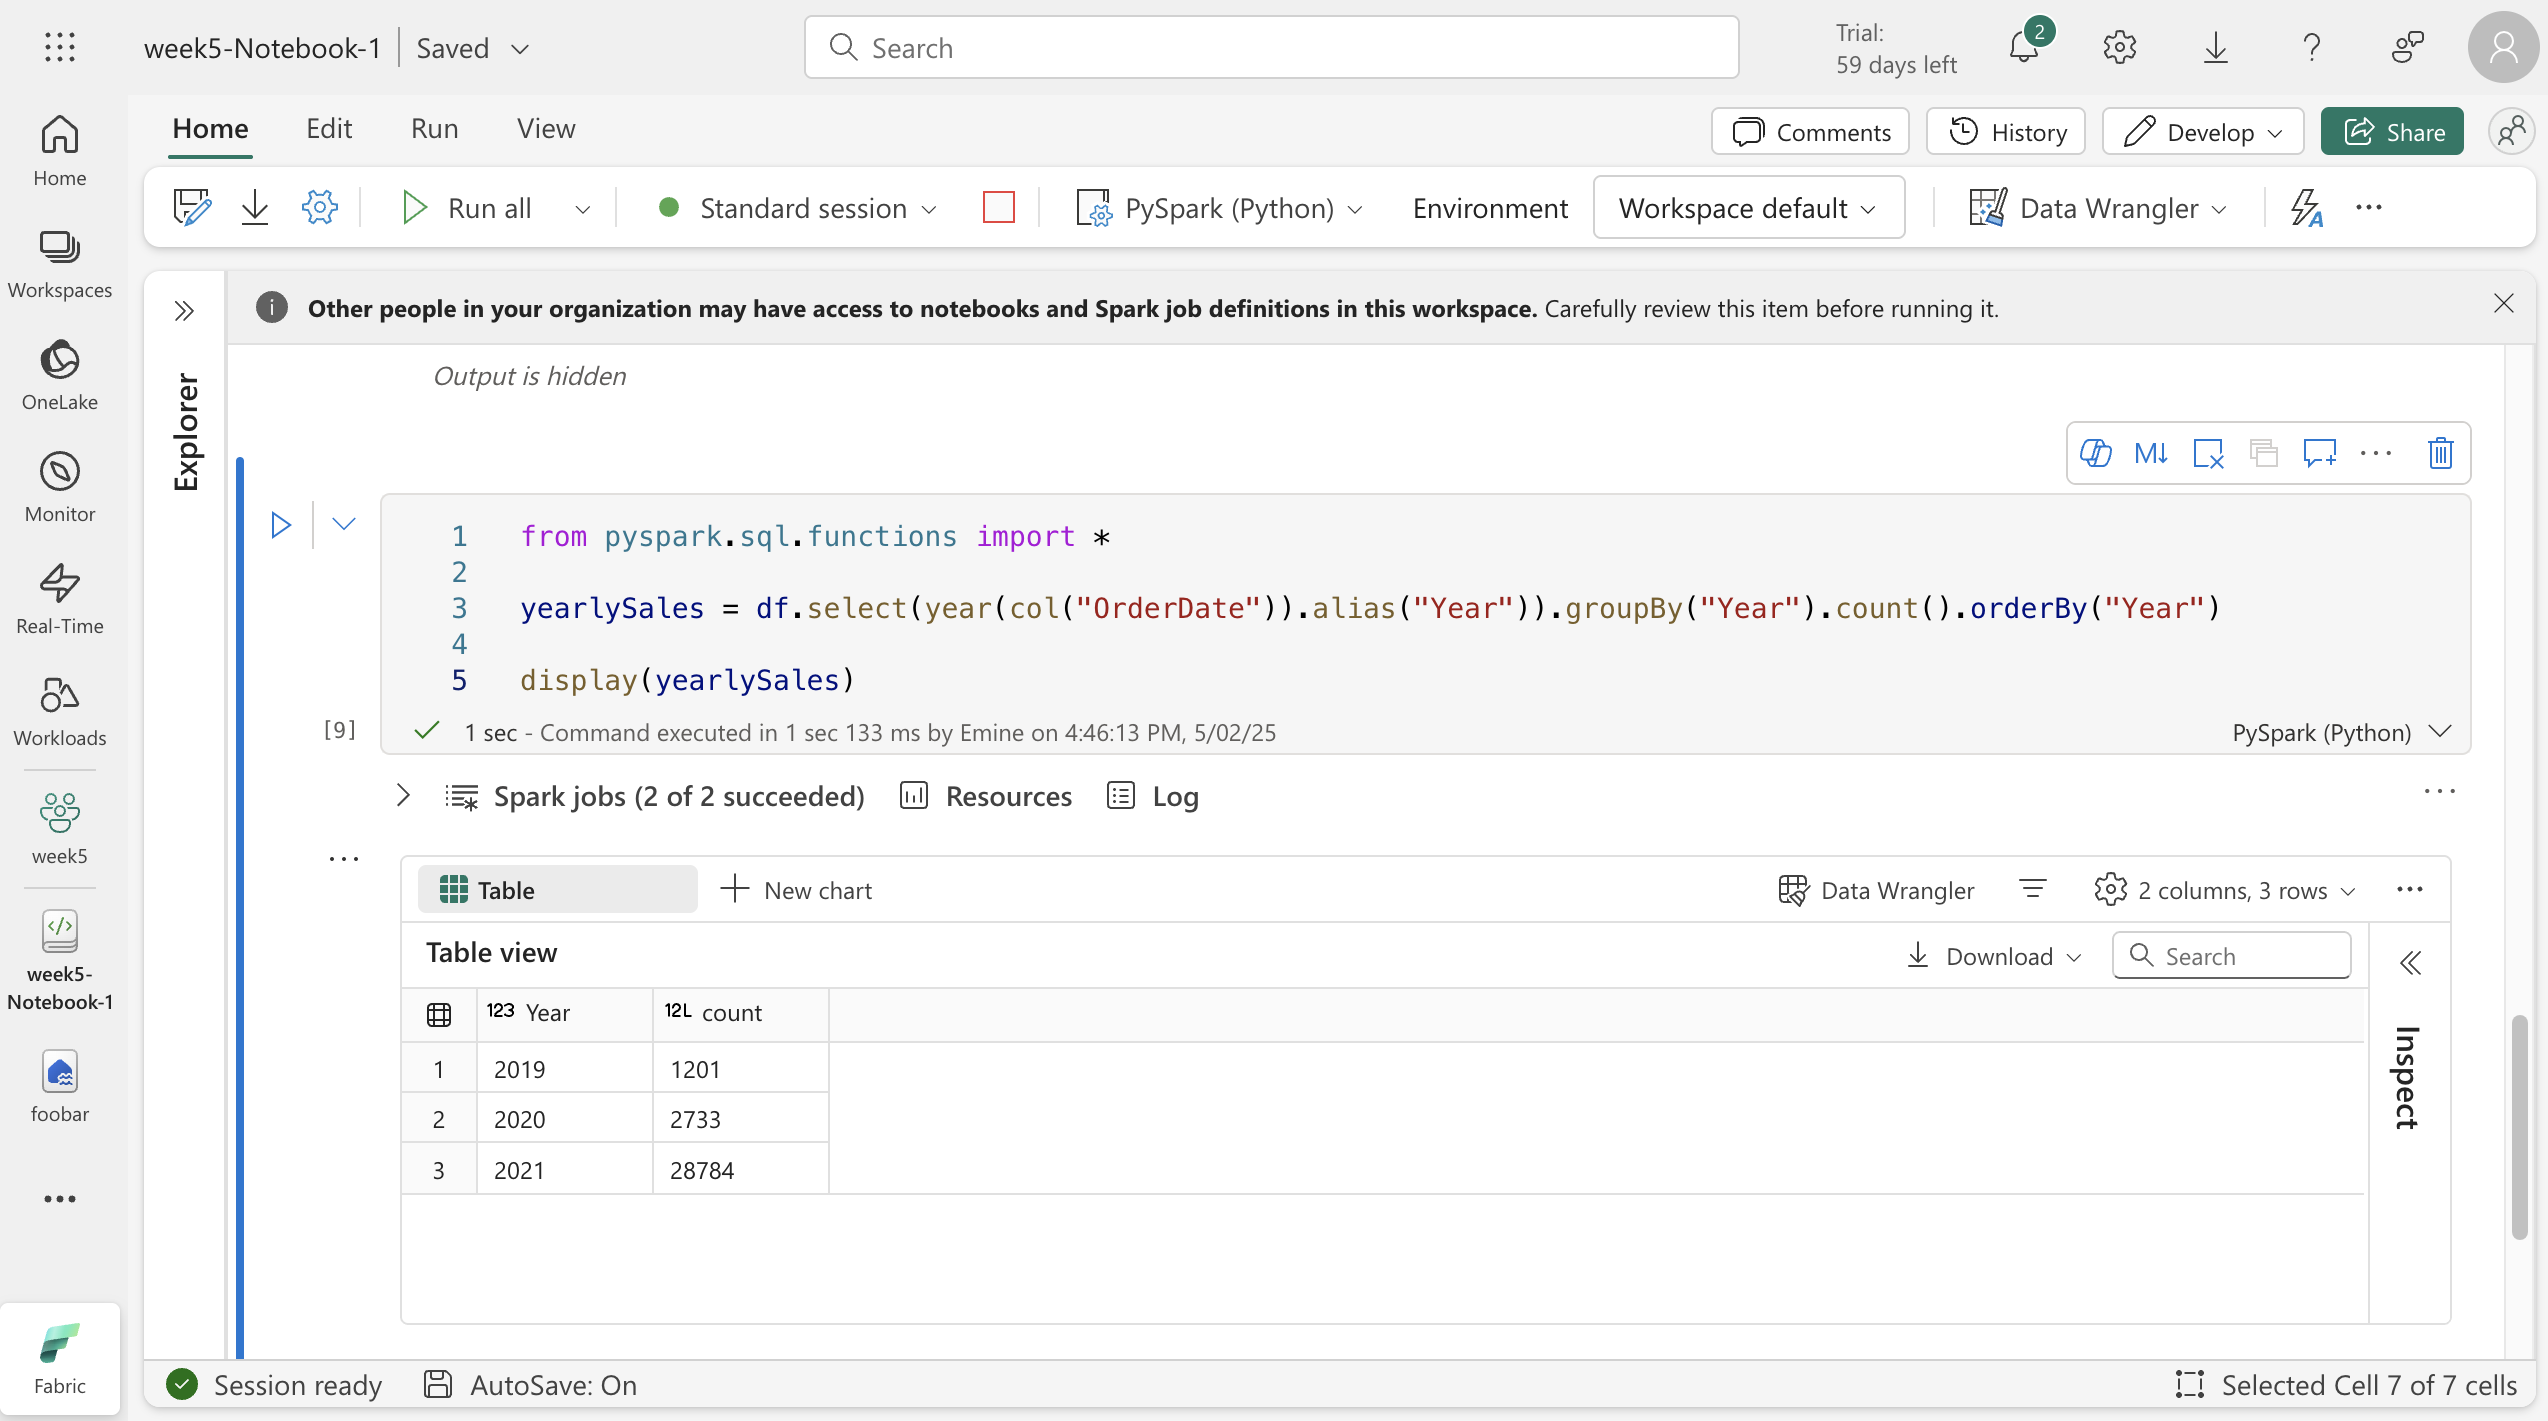 week5-Notebook-1 | Saved
Search
Trial:
59 days left
2
Home Edit Run View
Comments History Develop Share
Run all Standard session PySpark (Python) Environment Workspace default Data Wrangler
Home
Workspaces
OneLake
Monitor
Real-Time
Workloads
week5
week5-
Notebook-1
foobar
Fabric
Explorer
Other people in your organization may have access to notebooks and Spark job definitions in this workspace. Carefully review this item before running it.
Output is hidden
M↓
1 from pyspark.sql.functions import *
2
3 yearlySales = df.select(year(col("OrderDate")).alias("Year")).groupBy("Year").count().orderBy("Year")
4
5 display(yearlySales)
[9] 1 sec - Command executed in 1 sec 133 ms by Emine on 4:46:13 PM, 5/02/25 PySpark (Python)
Spark jobs (2 of 2 succeeded) Resources Log
Table New chart Data Wrangler 2 columns, 3 rows
Table view Download Search
123 Year 12L count
1 2019 1201
2 2020 2733
3 2021 28784
Inspect
Session ready AutoSave: On Selected Cell 7 of 7 cells